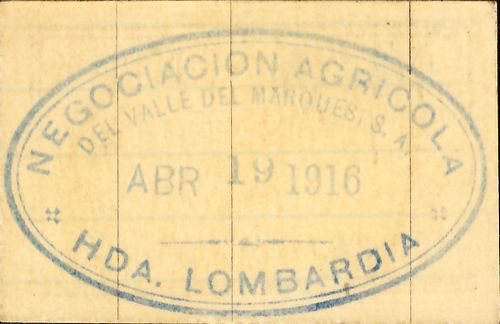 NEGOCIACION AGRICOLA
DEL VALLE DEL MARQUES, S. A.
ABR 19 1916
HDA. LOMBARDIA